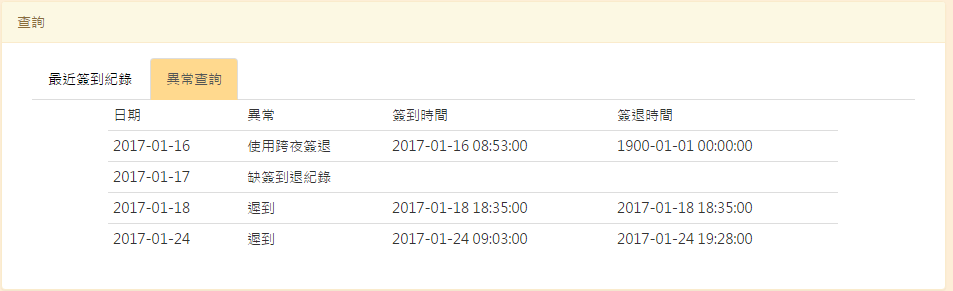 查詢
最近簽到紀錄 異常查詢
日期 異常 簽到時間 簽退時間
2017-01-16 使用跨夜簽退 2017-01-16 08:53:00 1900-01-01 00:00:00
2017-01-17 缺簽到退紀錄
2017-01-18 遲到 2017-01-18 18:35:00 2017-01-18 18:35:00
2017-01-24 遲到 2017-01-24 09:03:00 2017-01-24 19:28:00